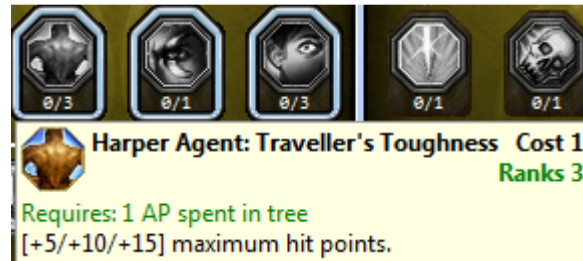 0/3 0/1 0/3 0/1 0/1
Harper Agent: Traveller's Toughness Cost 1
Ranks 3
Requires: 1 AP spent in tree
[+5/+10/+15] maximum hit points.